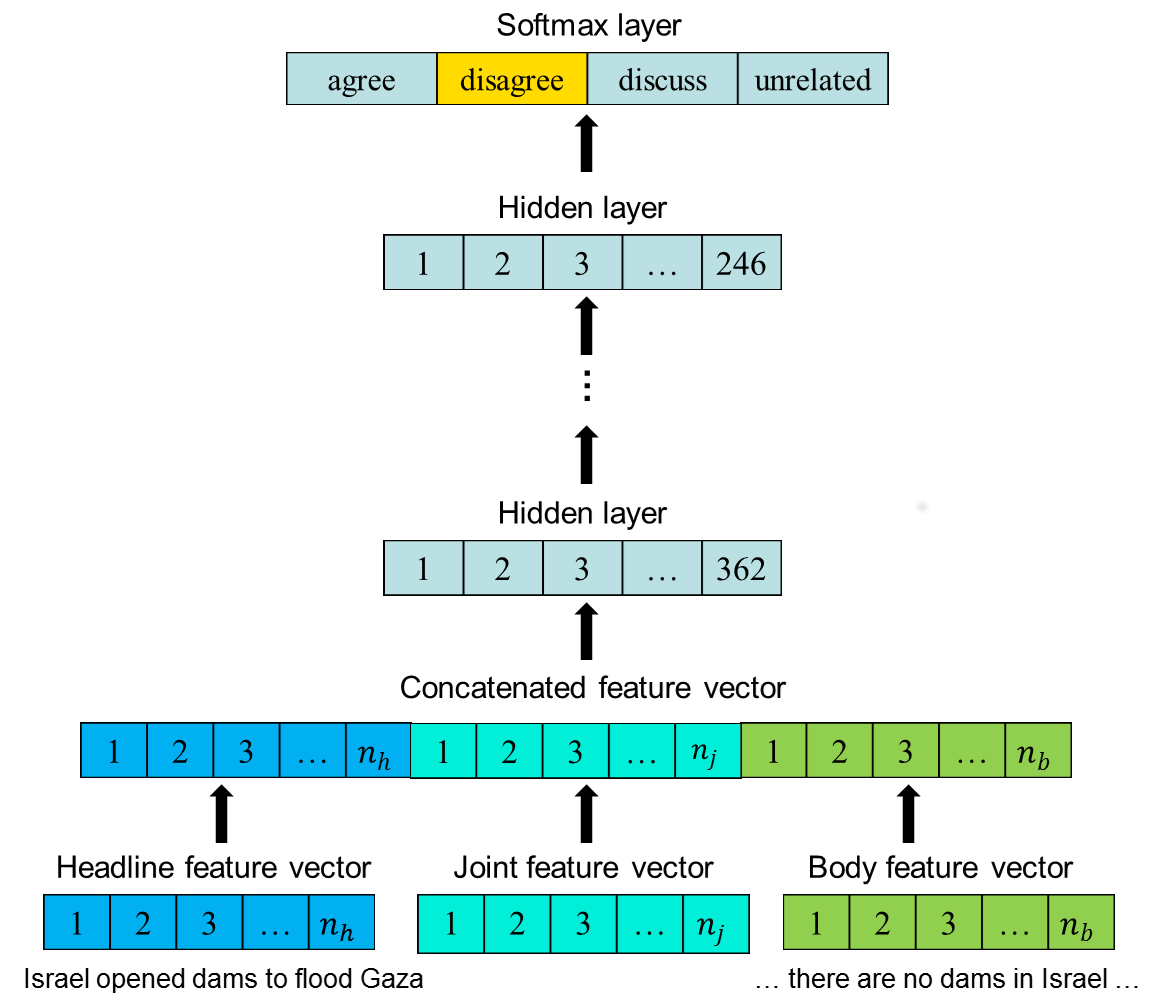 Softmax layer
agree disagree discuss unrelated
Hidden layer
1 2 3 … 246
⋮
Hidden layer
1 2 3 … 362
Concatenated feature vector
1 2 3 … n_h 1 2 3 … n_j 1 2 3 … n_b
Headline feature vector Joint feature vector Body feature vector
1 2 3 … n_h 1 2 3 … n_j 1 2 3 … n_b
Israel opened dams to flood Gaza … there are no dams in Israel …